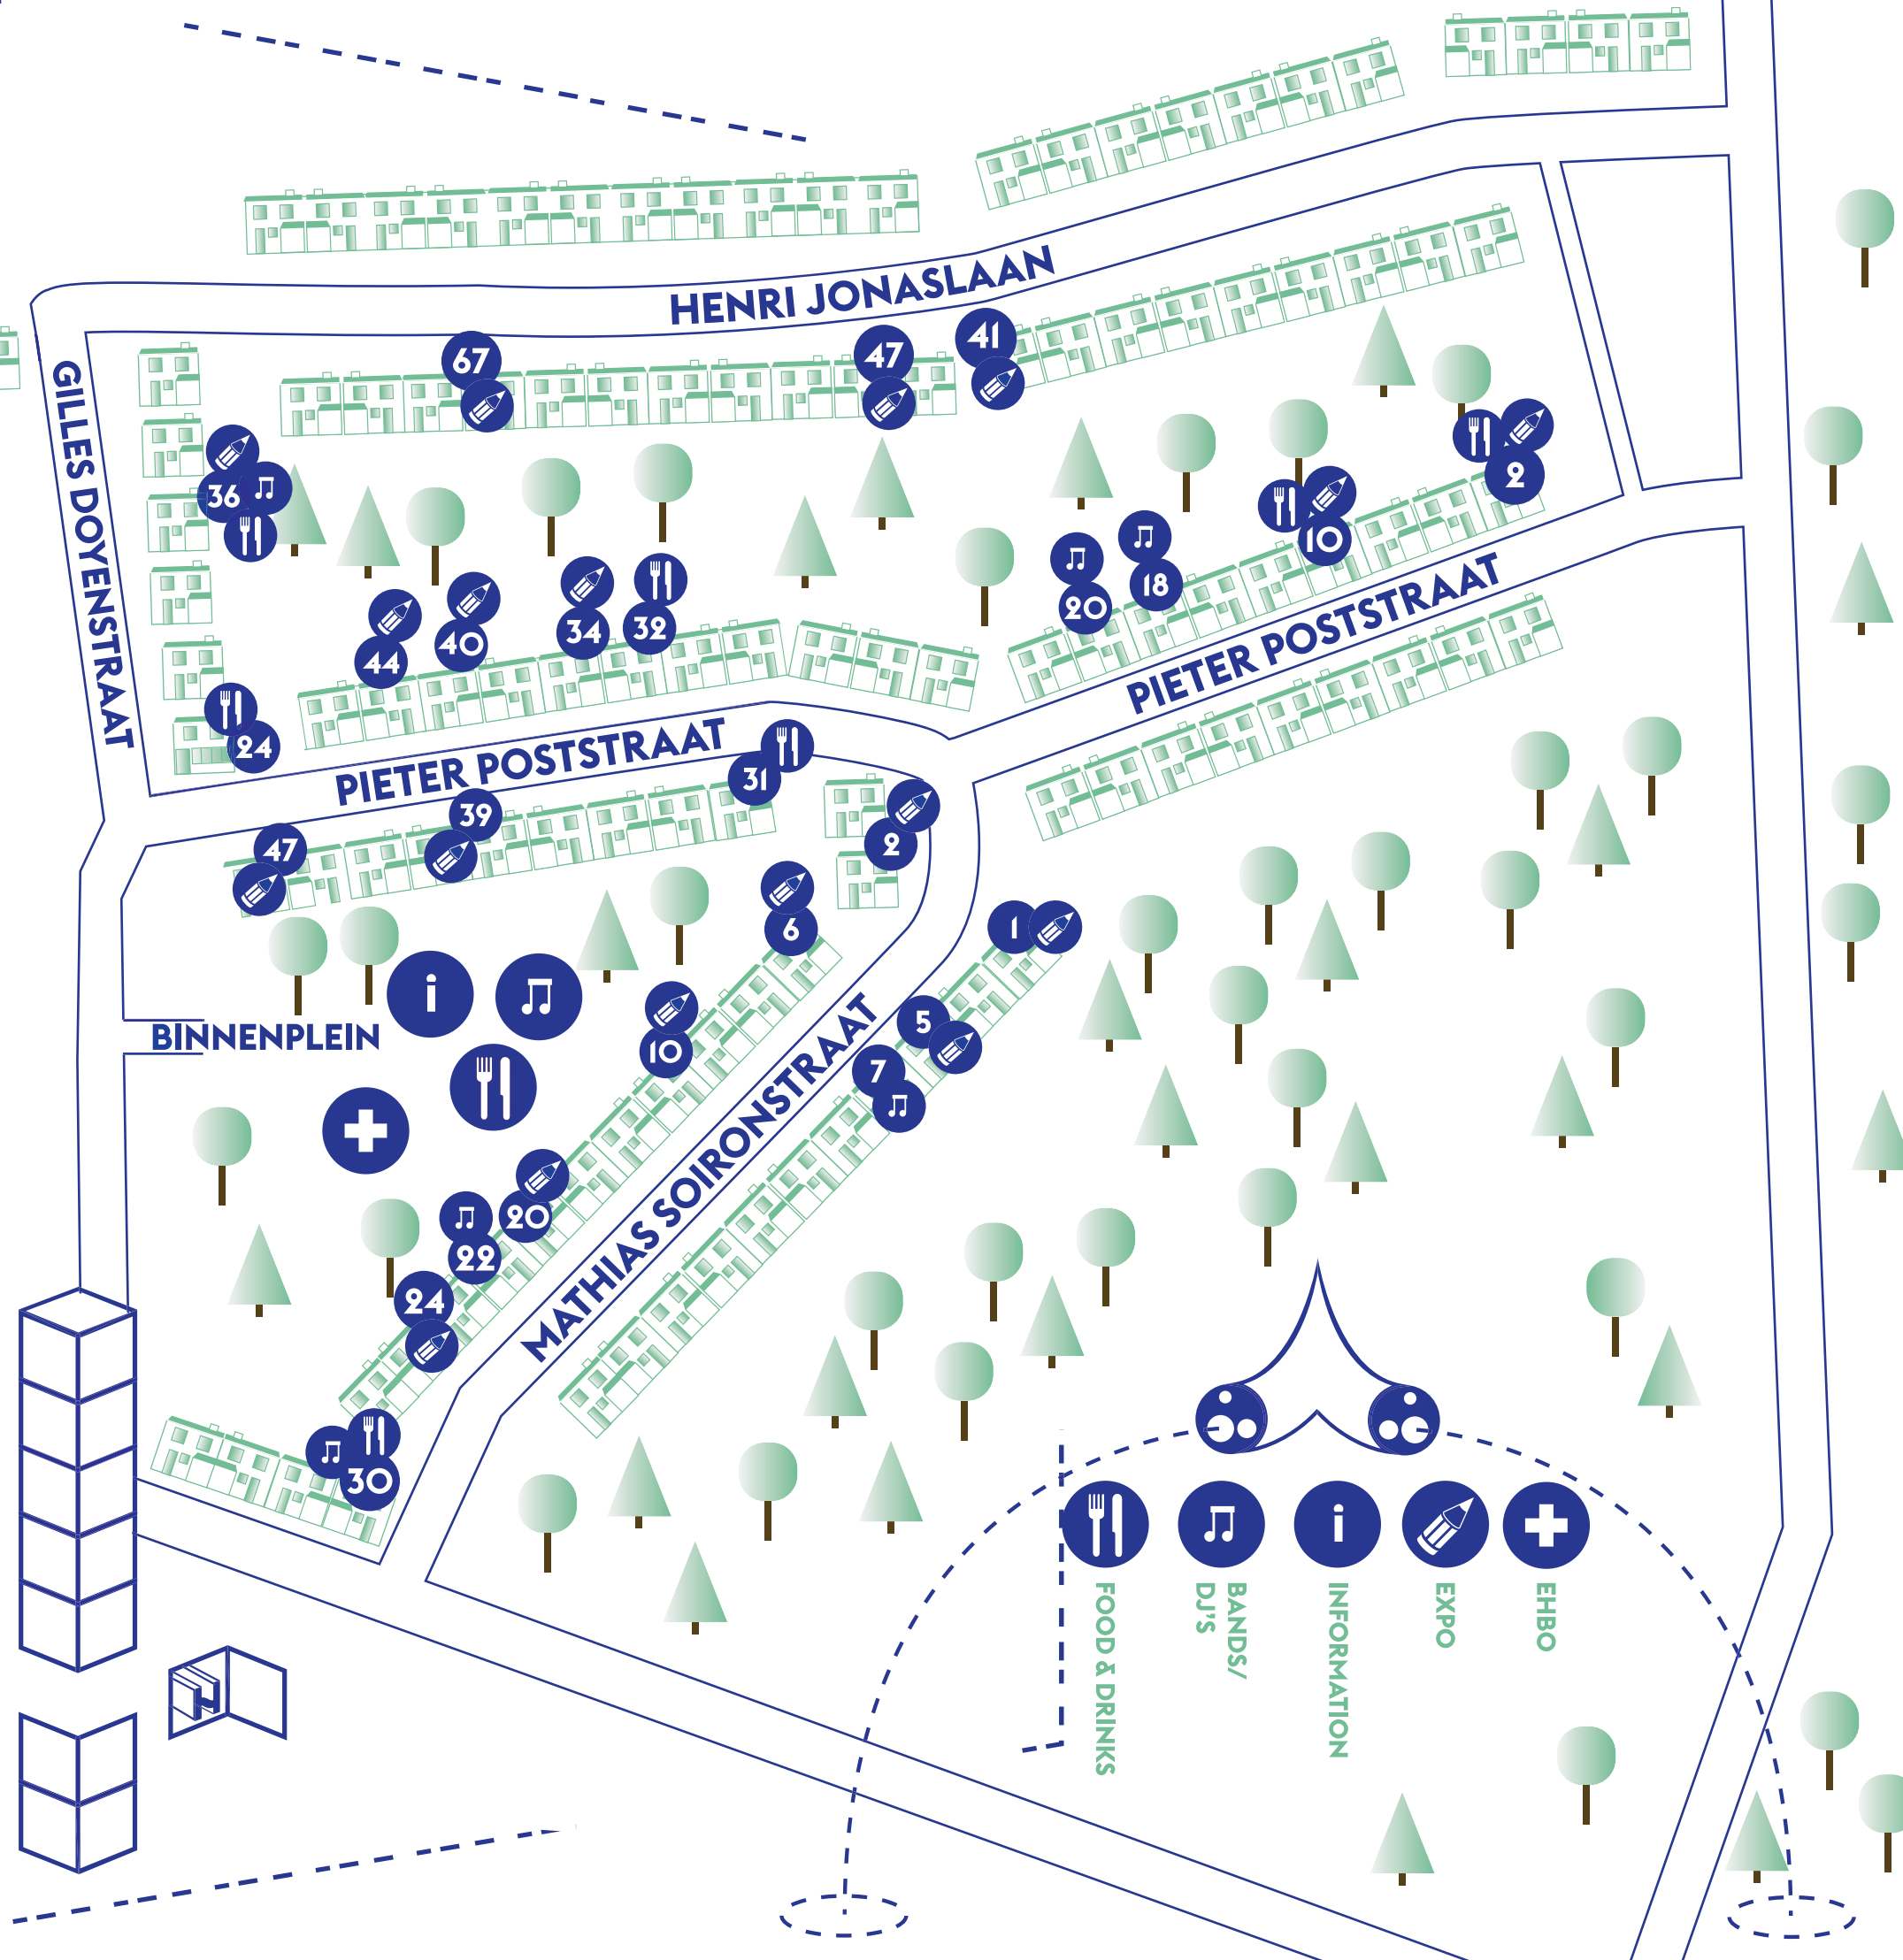 HENRI JONASLAAN
67
47
41
GILLES DOYENSTRAAT
36
2
10
18
20
32
34
40
44
24
PIETER POSTSTRAAT
PIETER POSTSTRAAT
31
39
47
2
6
1
5
7
10
BINNENPLEIN
i
MATHIAS SOIRONSTRAAT
20
22
24
30
i
FOOD & DRINKS
BANDS/
DJ'S
INFORMATION
EXPO
EHBO